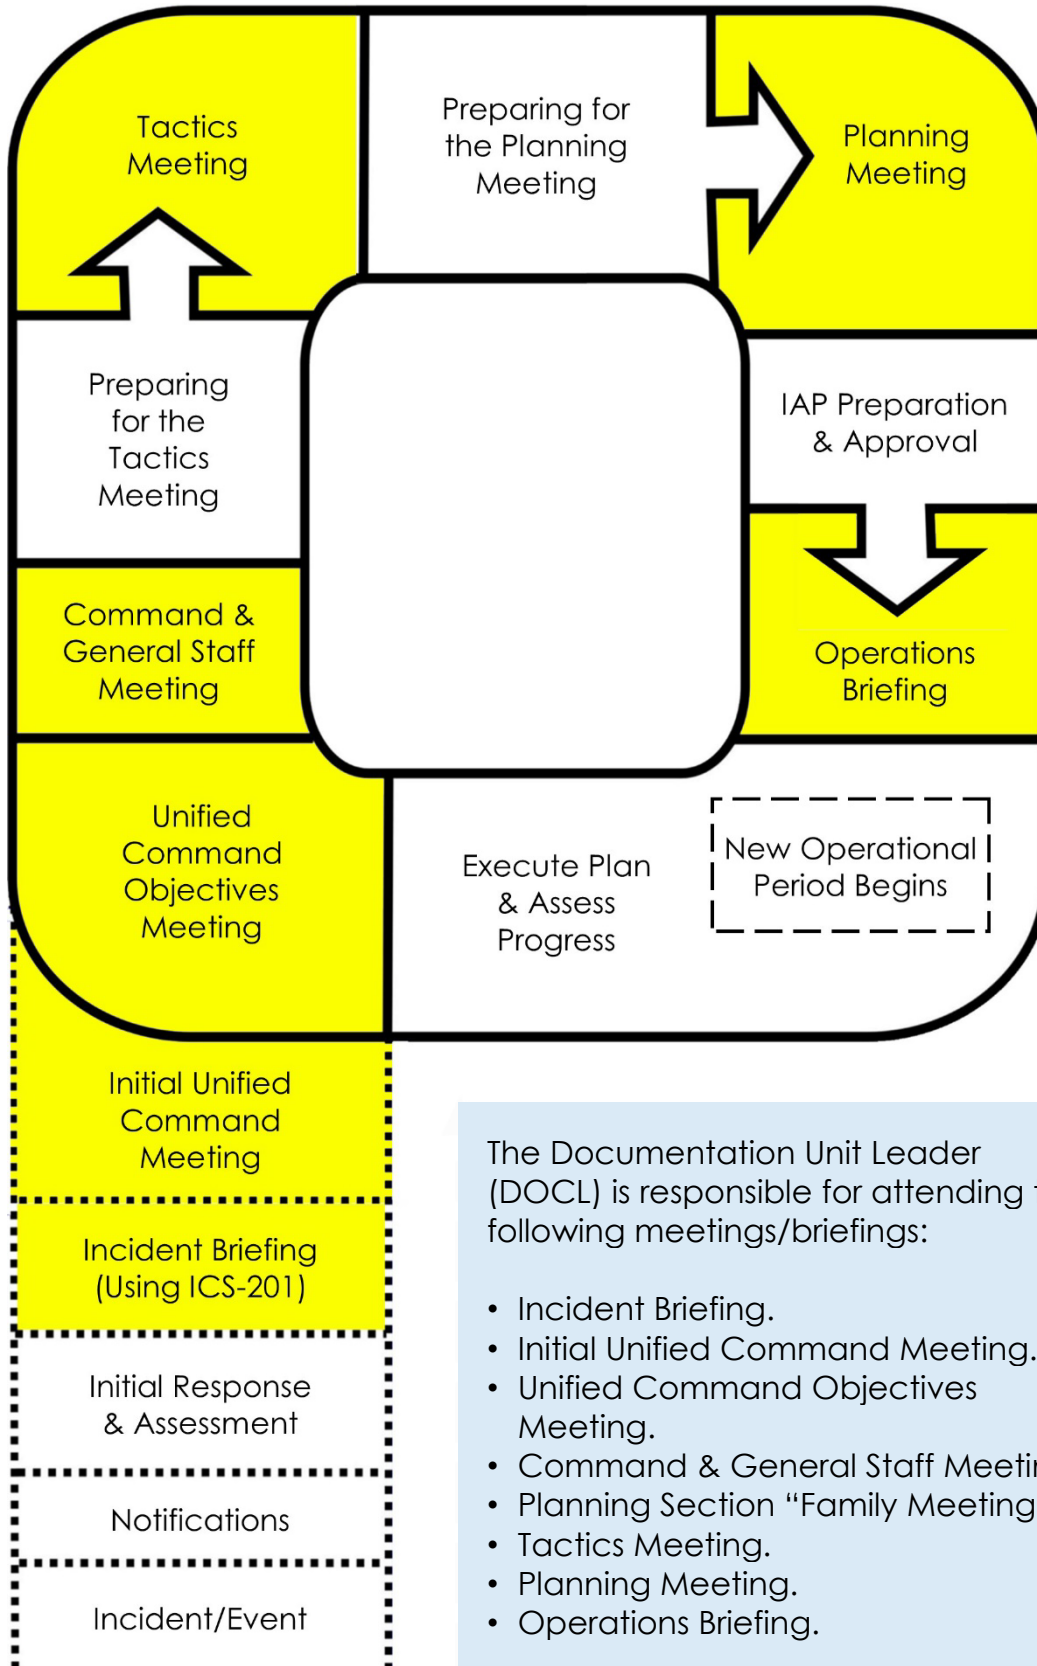 Tactics
Meeting
Preparing for
the Planning
Meeting
Planning
Meeting
Preparing
for the
Tactics
Meeting
IAP Preparation
& Approval
Command &
General Staff
Meeting
Operations
Briefing
Unified
Command
Objectives
Meeting
Execute Plan
& Assess
Progress
New Operational
Period Begins
Initial Unified
Command
Meeting
Incident Briefing
(Using ICS-201)
Initial Response
& Assessment
Notifications
Incident/Event
The Documentation Unit Leader
(DOCL) is responsible for attending
following meetings/briefings:
• Incident Briefing.
• Initial Unified Command Meeting.
• Unified Command Objectives
Meeting.
• Command & General Staff
• Planning Section “Family Meeting
• Tactics Meeting.
• Planning Meeting.
• Operations Briefing.